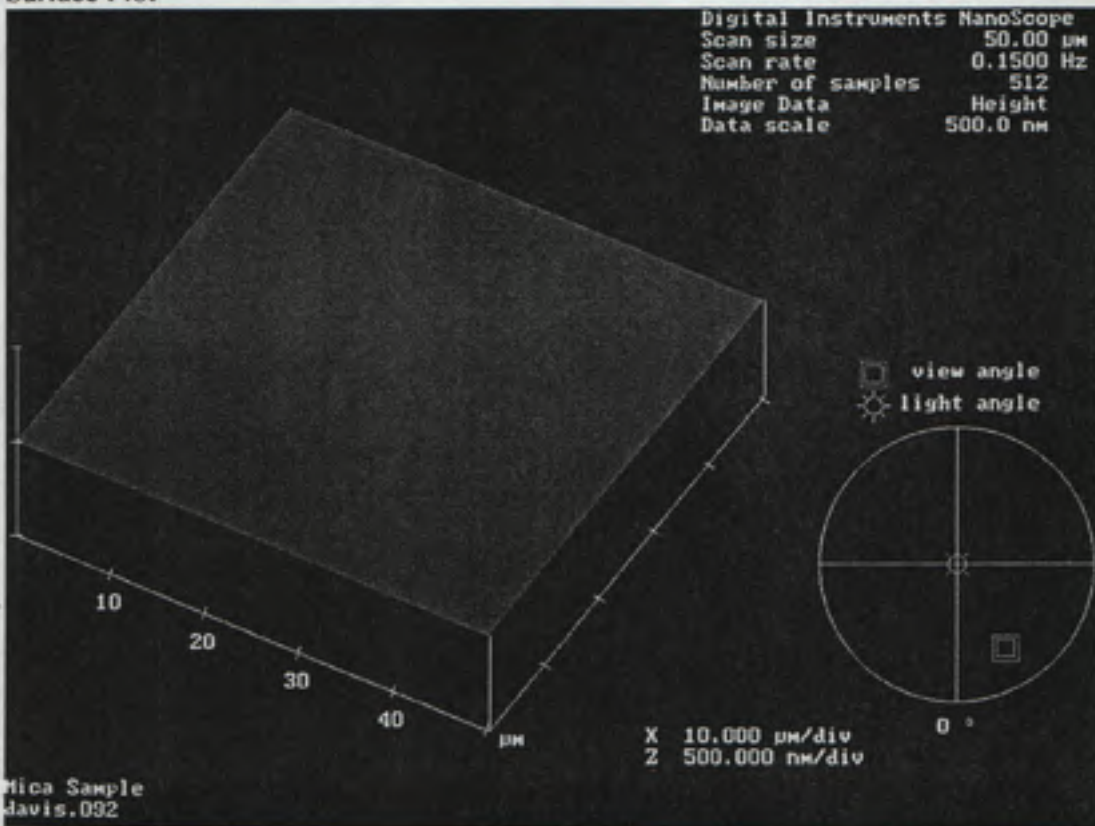 Digital Instruments NanoScope
Scan size 50.00 µm
Scan rate 0.1500 Hz
Number of samples 512
Image Data Height
Data scale 500.0 nm
view angle
light angle
10
20
30
40
µm
0 °
X 10.000 µm/div
Z 500.000 nm/div
Mica Sample
davis.092